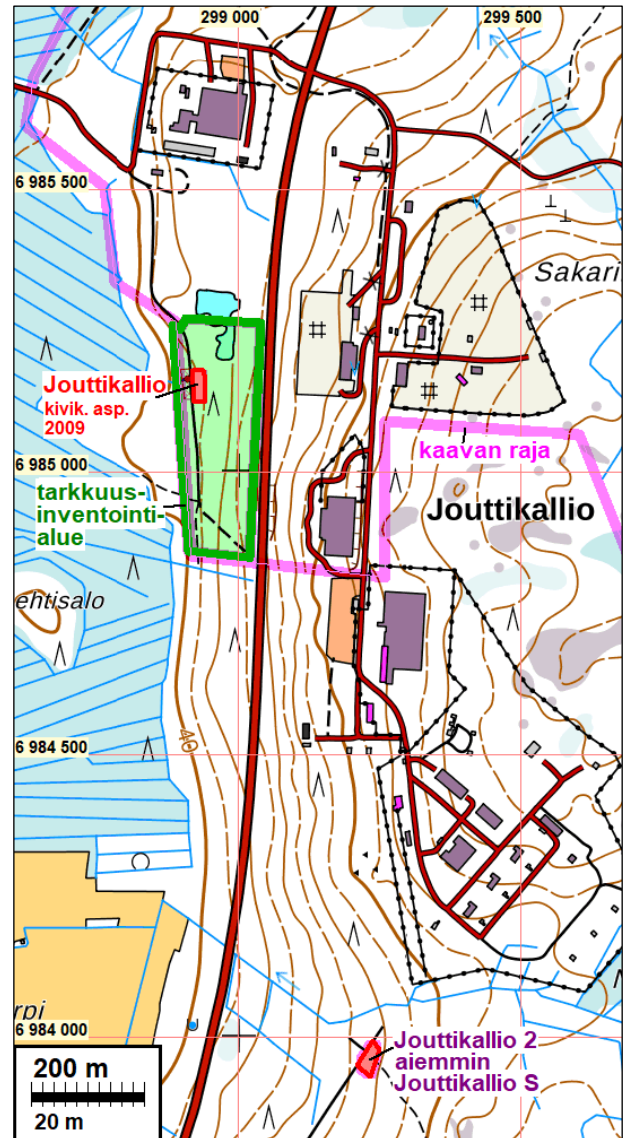 299 000
299 500
6 985 500
Sakari
Jouttikallio
kivik. asp.
2009
6 985 000
kaavan raja
tarkkuus-
inventointi-
alue
Jouttikallio
ehtisalo
40
6 984 500
rpi
6 984 000
Jouttikallio 2
aiemmin
Jouttikallio S
200 m
20 m